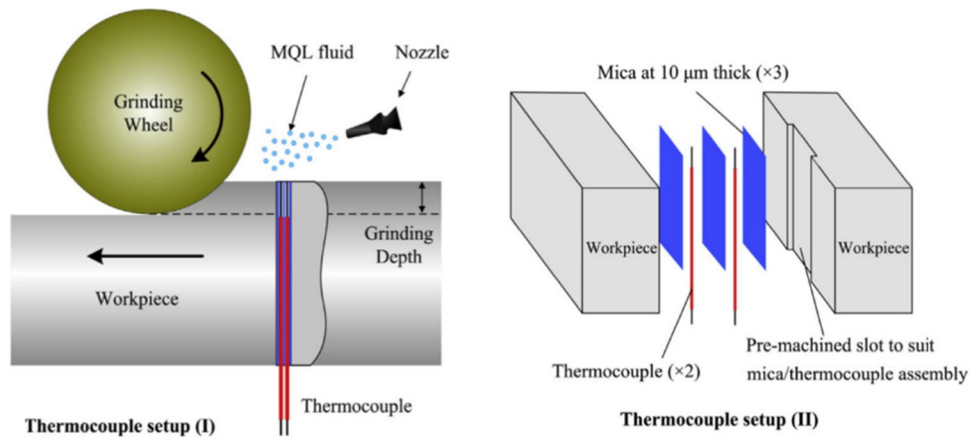 MQL fluid
Nozzle
Grinding
Wheel
Grinding
Depth
Workpiece
Thermocouple
Thermocouple setup (I)
Mica at 10 μm thick (×3)
Workpiece
Workpiece
Thermocouple (×2)
Pre-machined slot to suit
mica/thermocouple assembly
Thermocouple setup (II)